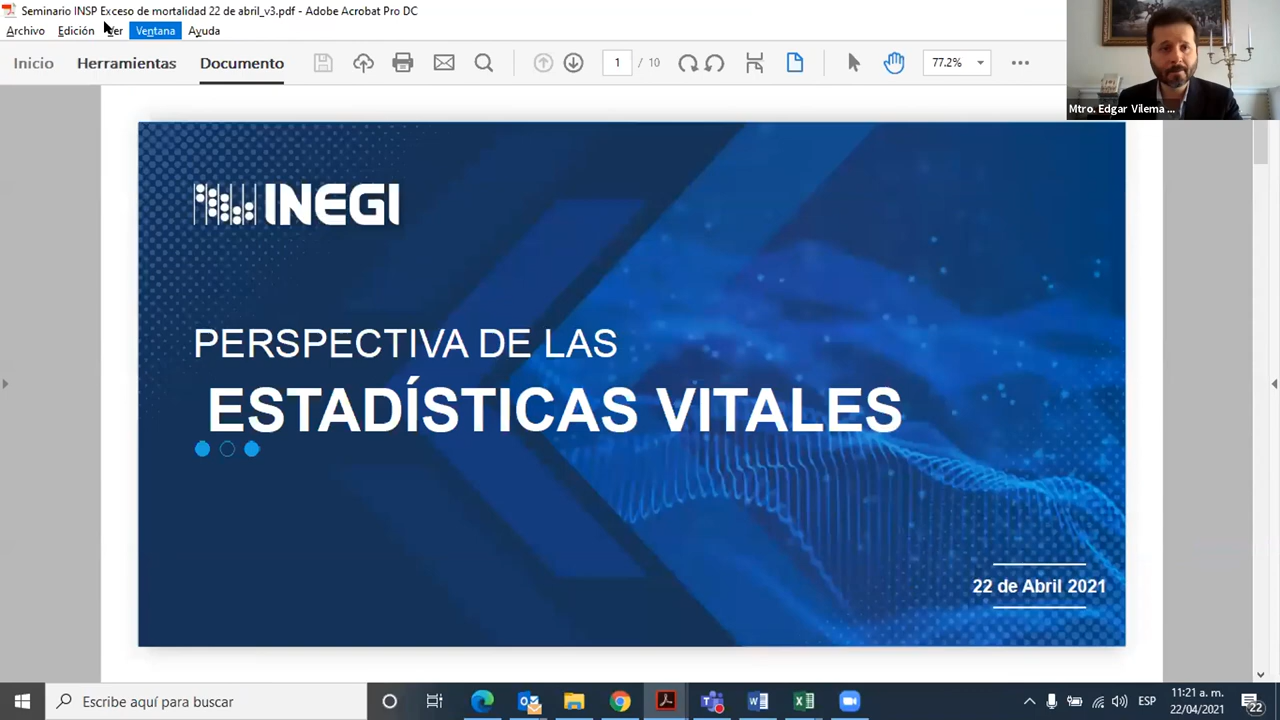 Seminario INSP Exceso de mortalidad 22 de abril_v3.pdf - Adobe Acrobat Pro DC
Archivo Edición Ver Ventana Ayuda
Inicio Herramientas Documento 1 / 10 77.2%
Mtro. Edgar Vilema ...
INEGI
PERSPECTIVA DE LAS
ESTADÍSTICAS VITALES
22 de Abril 2021
Escribe aquí para buscar
ESP
11:21 a. m.
22/04/2021
22